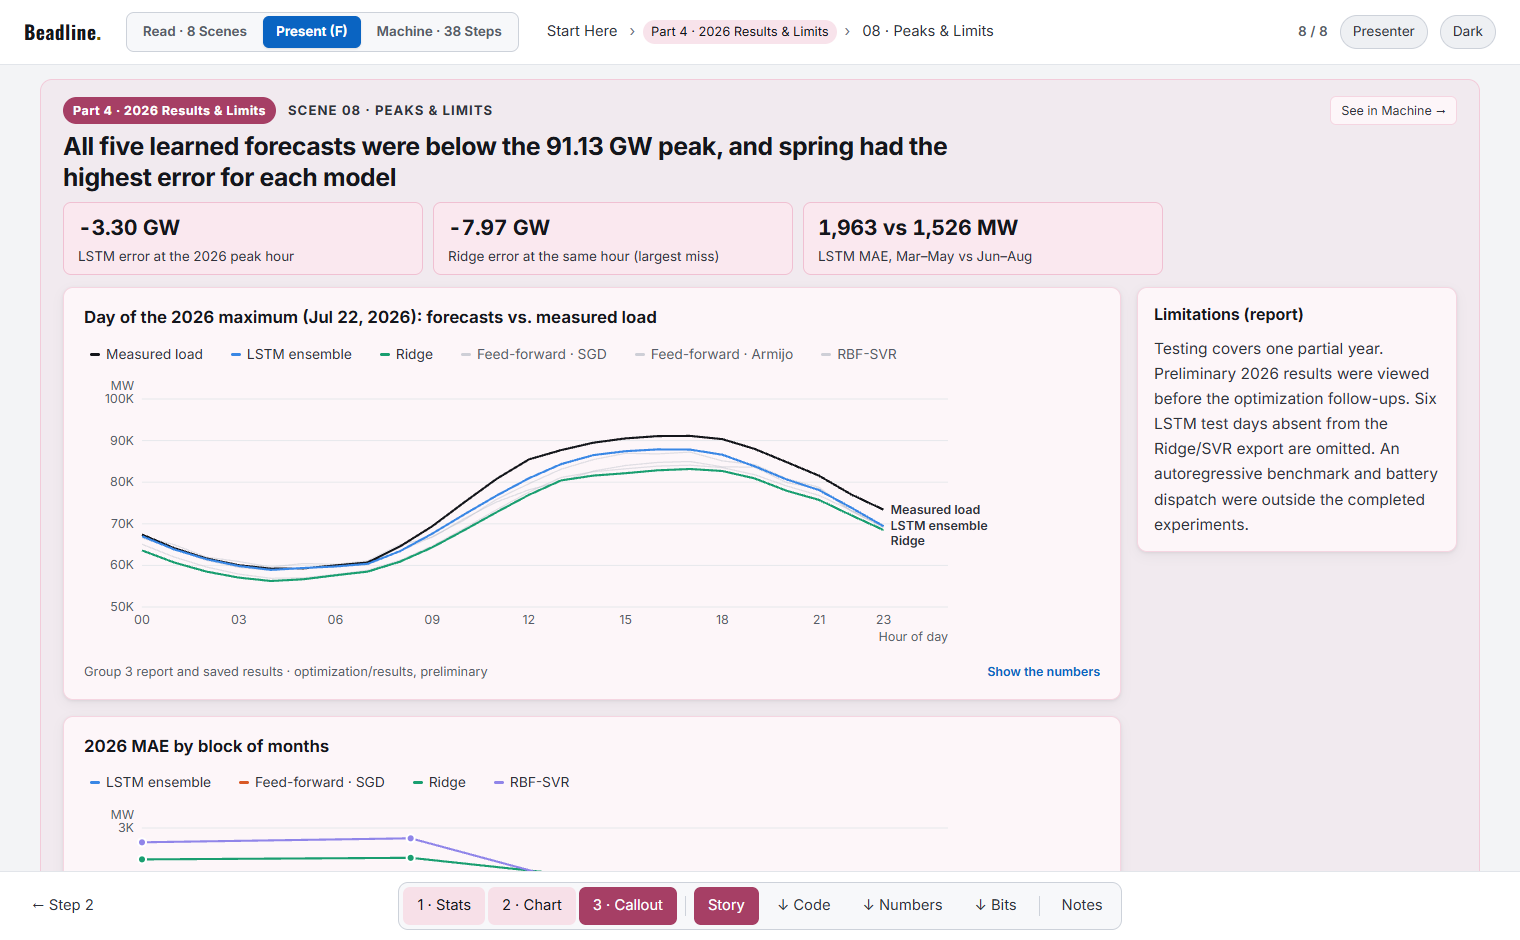 Beadline.
Read · 8 Scenes
Present (F)
Machine · 38 Steps
Start Here › Part 4 · 2026 Results & Limits › 08 · Peaks & Limits
8 / 8
Presenter
Dark
Part 4 · 2026 Results & Limits
SCENE 08 · PEAKS & LIMITS
See in Machine →
All five learned forecasts were below the 91.13 GW peak, and spring had the
highest error for each model
-3.30 GW
LSTM error at the 2026 peak hour
-7.97 GW
Ridge error at the same hour (largest miss)
1,963 vs 1,526 MW
LSTM MAE, Mar–May vs Jun–Aug
Day of the 2026 maximum (Jul 22, 2026): forecasts vs. measured load
Measured load
LSTM ensemble
Ridge
Feed-forward · SGD
Feed-forward · Armijo
RBF-SVR
MW
100K
90K
80K
70K
60K
50K
Measured load
LSTM ensemble
Ridge
00
03
06
09
12
15
18
21
23
Hour of day
Group 3 report and saved results · optimization/results, preliminary
Show the numbers
Limitations (report)
Testing covers one partial year.
Preliminary 2026 results were viewed
before the optimization follow-ups. Six
LSTM test days absent from the
Ridge/SVR export are omitted. An
autoregressive benchmark and battery
dispatch were outside the completed
experiments.
2026 MAE by block of months
LSTM ensemble
Feed-forward · SGD
Ridge
RBF-SVR
MW
3K
← Step 2
1 · Stats
2 · Chart
3 · Callout
Story
↓ Code
↓ Numbers
↓ Bits
Notes